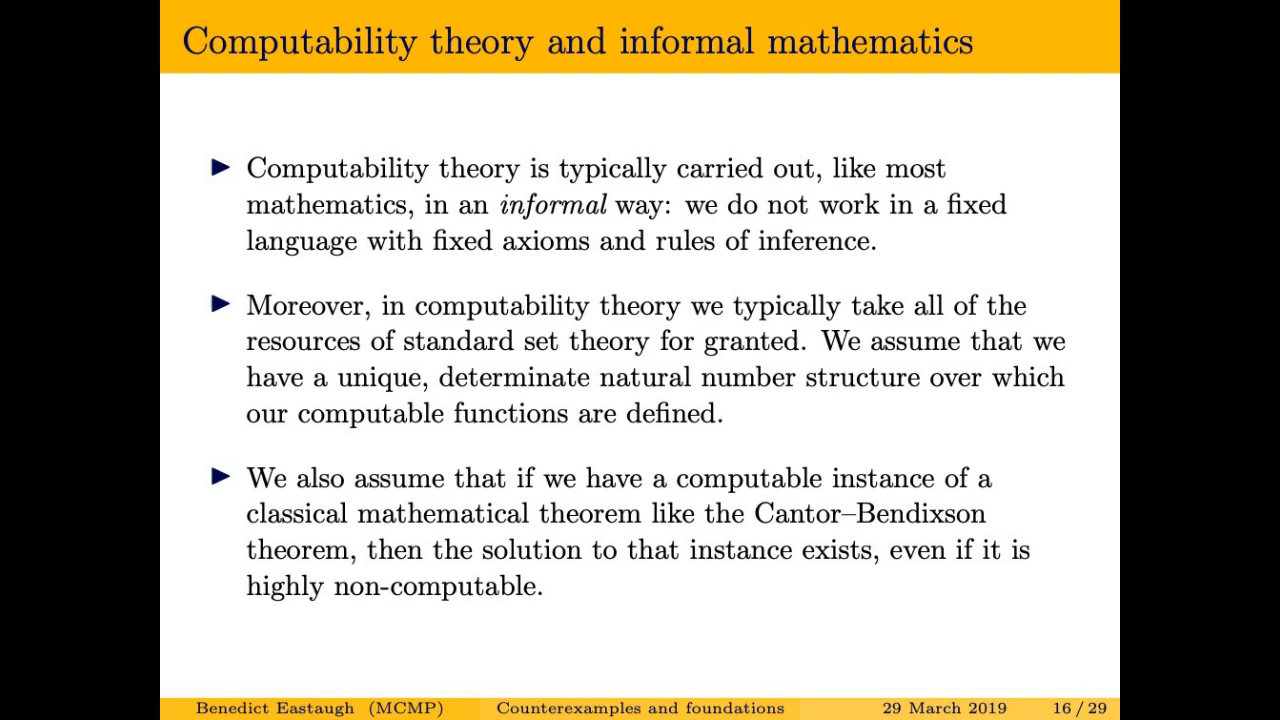 Computability theory and informal mathematics
▶ Computability theory is typically carried out, like most
mathematics, in an informal way: we do not work in a fixed
language with fixed axioms and rules of inference.
▶ Moreover, in computability theory we typically take all of the
resources of standard set theory for granted. We assume that we
have a unique, determinate natural number structure over which
our computable functions are defined.
▶ We also assume that if we have a computable instance of a
classical mathematical theorem like the Cantor–Bendixson
theorem, then the solution to that instance exists, even if it is
highly non-computable.
Benedict Eastaugh (MCMP) Counterexamples and foundations 29 March 2019 16 / 29